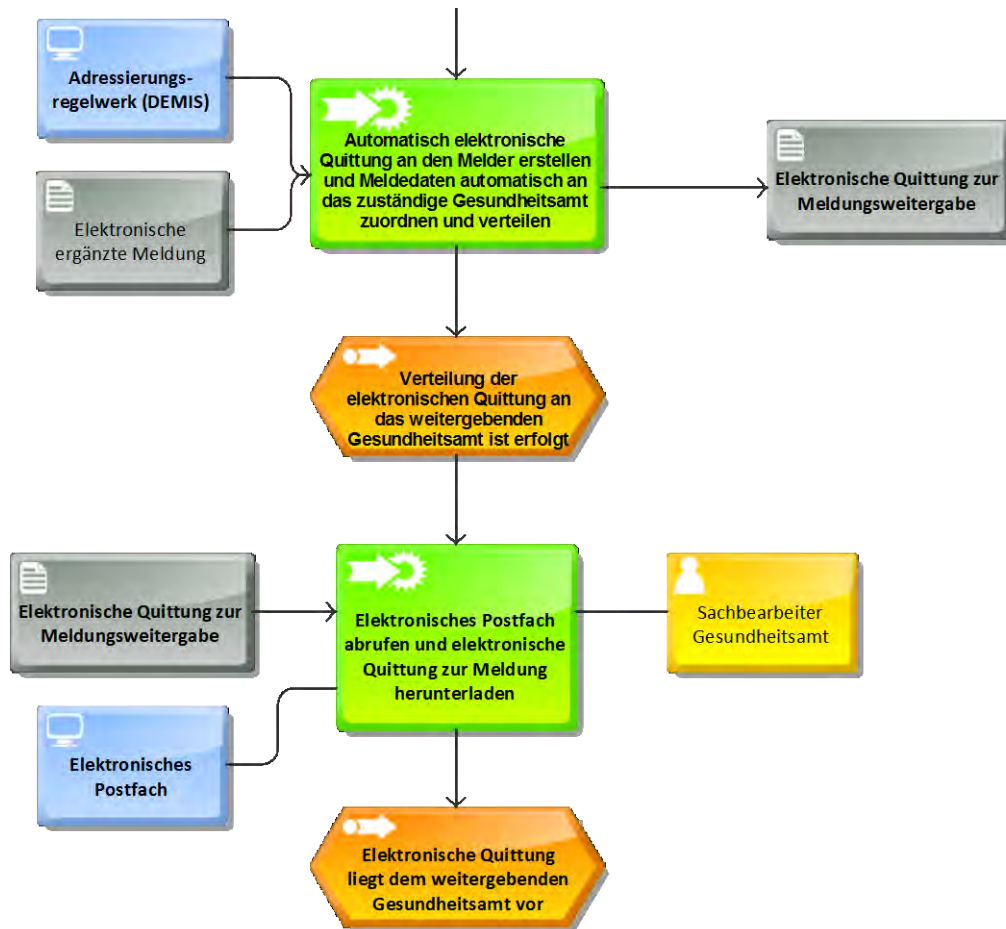 Adressierungs-
regelwerk (DEMIS)
Elektronische
ergänzte Meldung
Automatisch elektronische
Quittung an den Melder erstellen
und Meldedaten automatisch an
das zuständige Gesundheitsamt
zuordnen und verteilen
Elektronische Quittung zur
Meldungsweitergabe
Verteilung der
elektronischen Quittung an
das weitergebenden
Gesundheitsamt ist erfolgt
Elektronische Quittung zur
Meldungsweitergabe
Elektronisches Postfach
abrufen und elektronische
Quittung zur Meldung
herunterladen
Sachbearbeiter
Gesundheitsamt
Elektronisches
Postfach
Elektronische Quittung
liegt dem weitergebenden
Gesundheitsamt vor